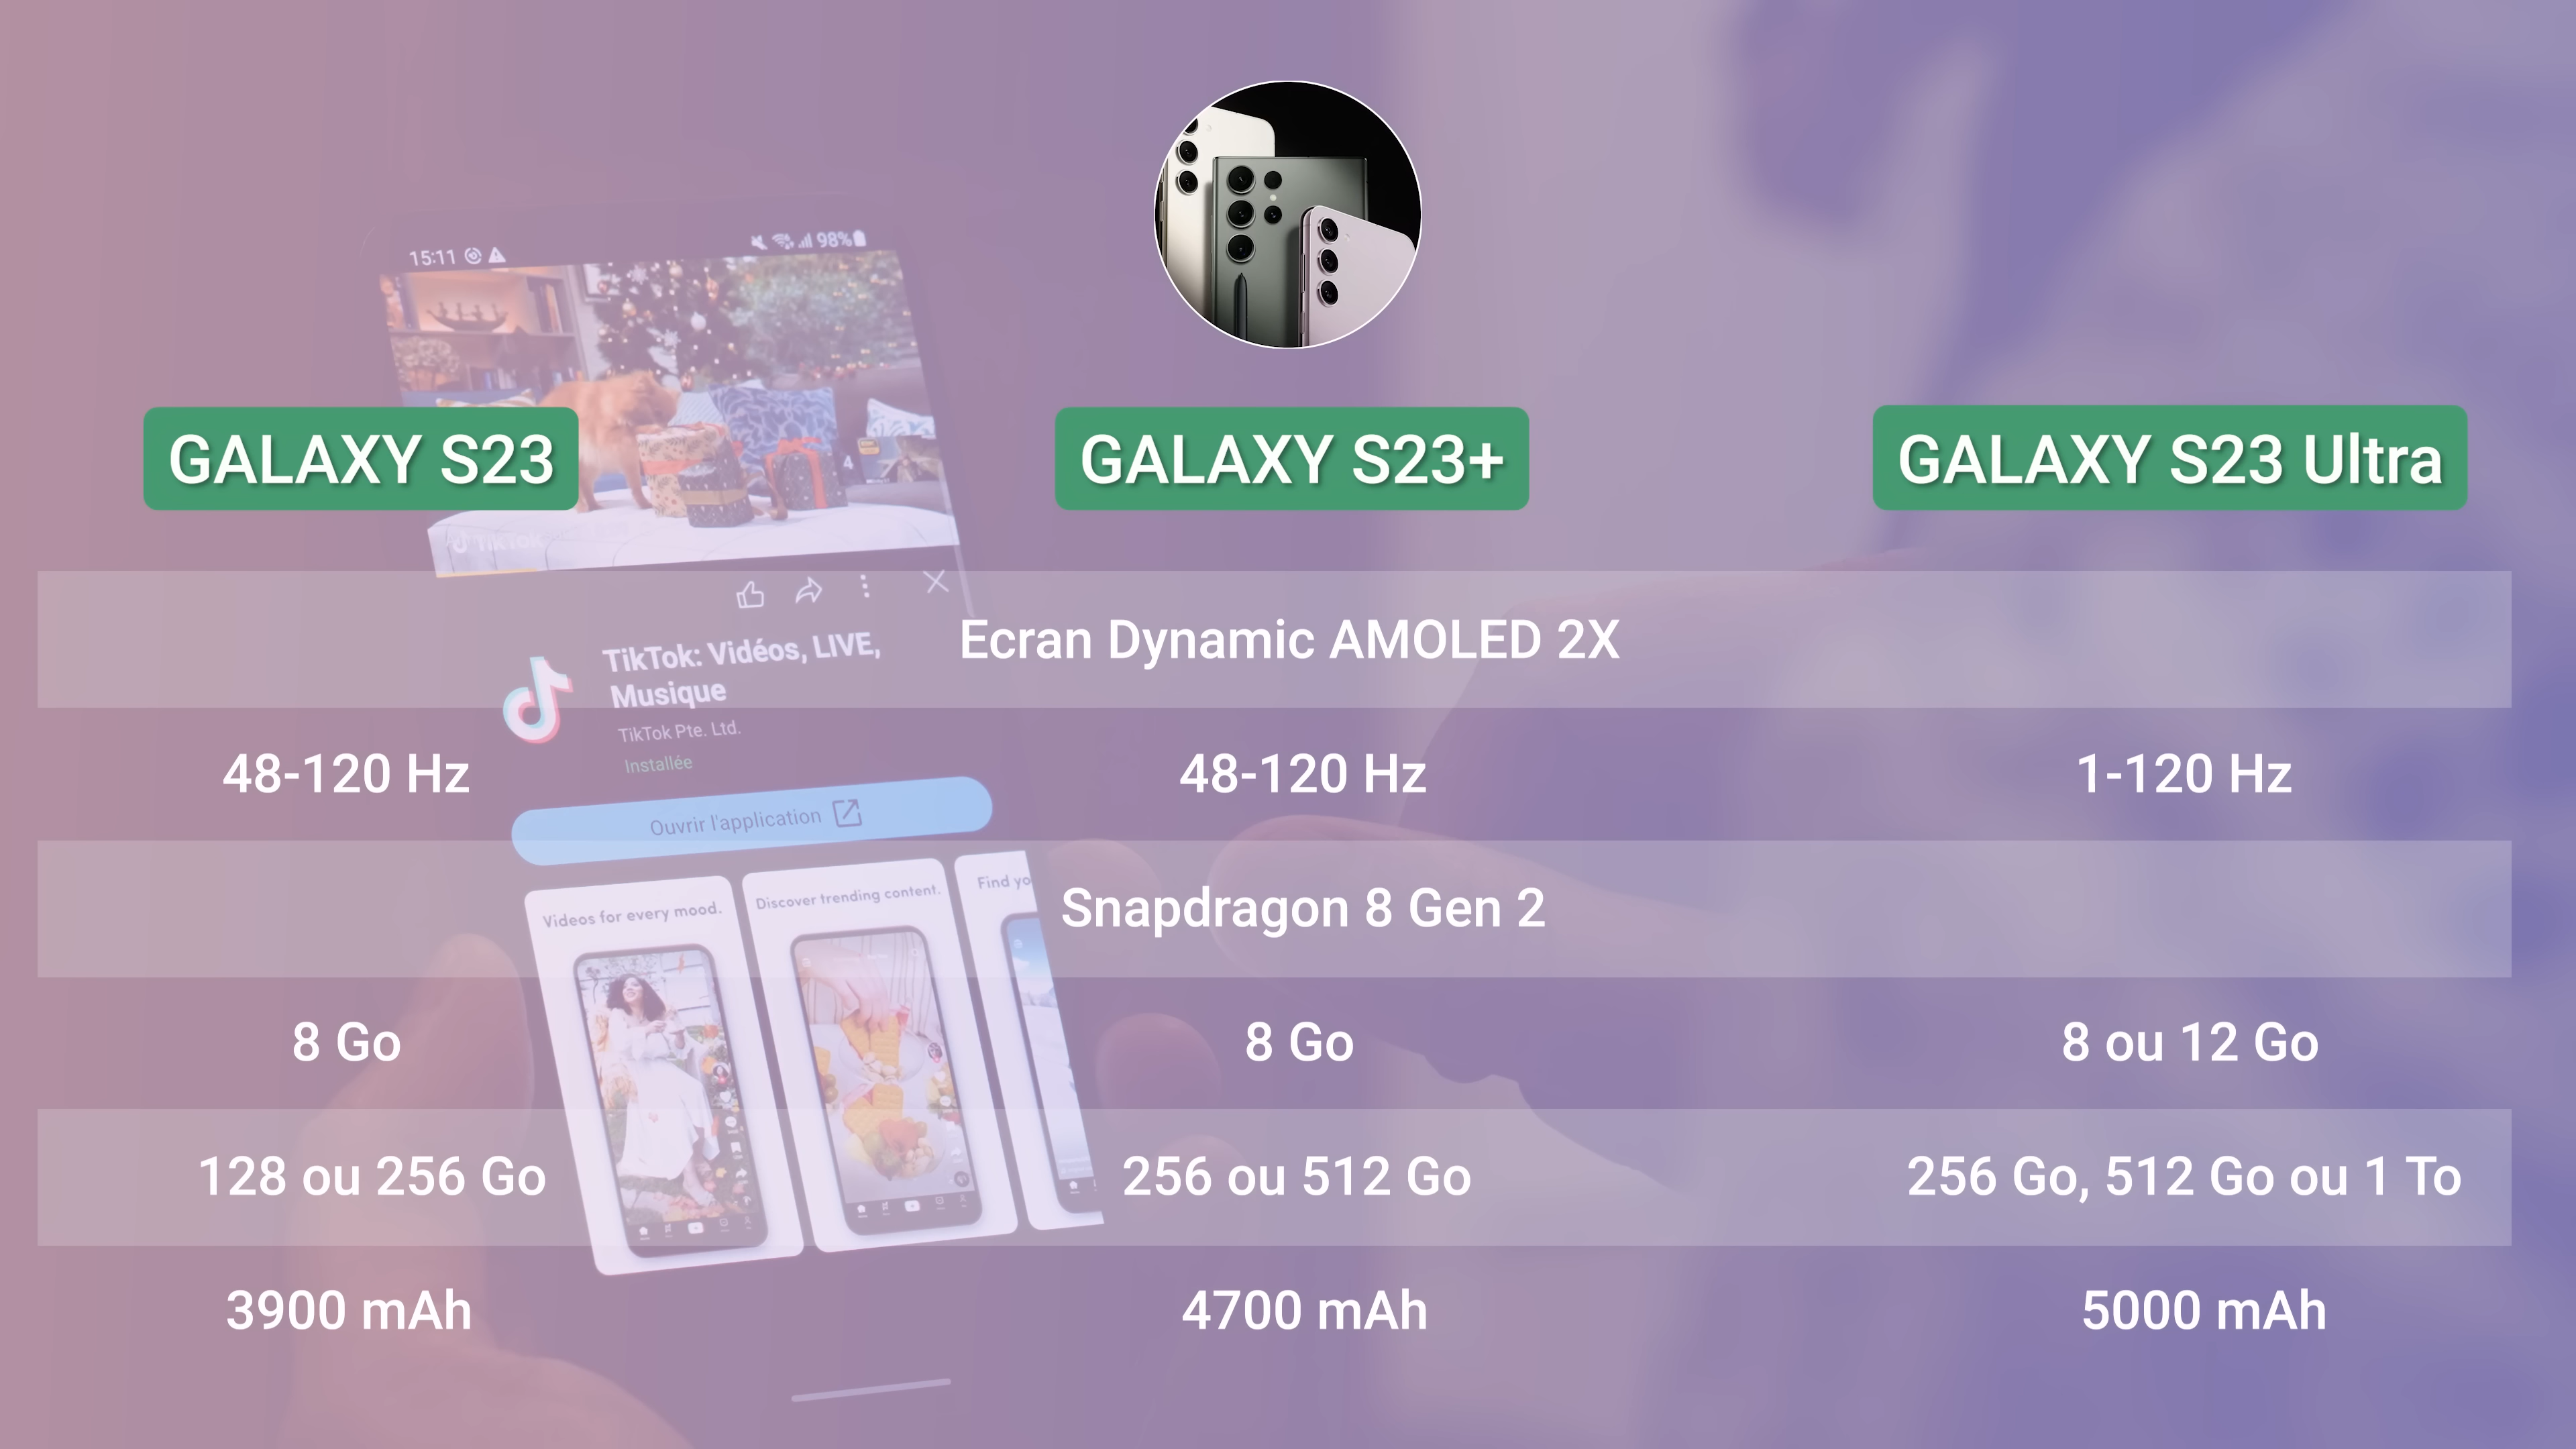 15:11
98%
GALAXY S23
GALAXY S23+
GALAXY S23 Ultra
TikTok
Ecran Dynamic AMOLED 2X
TikTok: Vidéos, LIVE,
Musique
TikTok Pte. Ltd.
Installée
48-120 Hz
48-120 Hz
1-120 Hz
Ouvrir l'application
Snapdragon 8 Gen 2
Videos for every mood.
Discover trending content.
Find yo
8 Go
8 Go
8 ou 12 Go
128 ou 256 Go
256 ou 512 Go
256 Go, 512 Go ou 1 To
3900 mAh
4700 mAh
5000 mAh